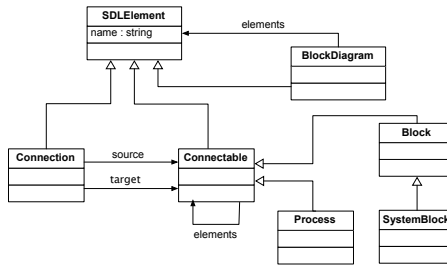 SDLElement
name : string
elements
BlockDiagram
Connection
source
target
Connectable
elements
Block
Process
SystemBlock